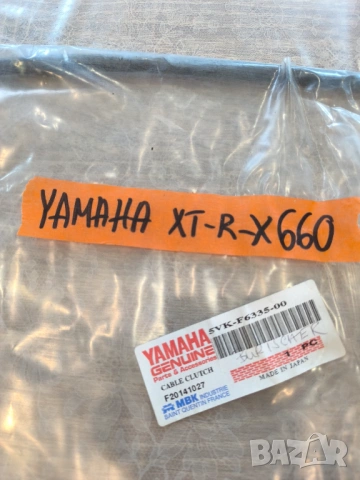 YAMAHA XT-R-X660
5VK-F6335-00
YAMAHA
GENUINE
Parts & Accessories
1 PC
CABLE CLUTCH
MADE IN JAPAN
F20141027
MBK INDUSTRIE
SAINT QUENTIN FRANCE
BAZAR
bg